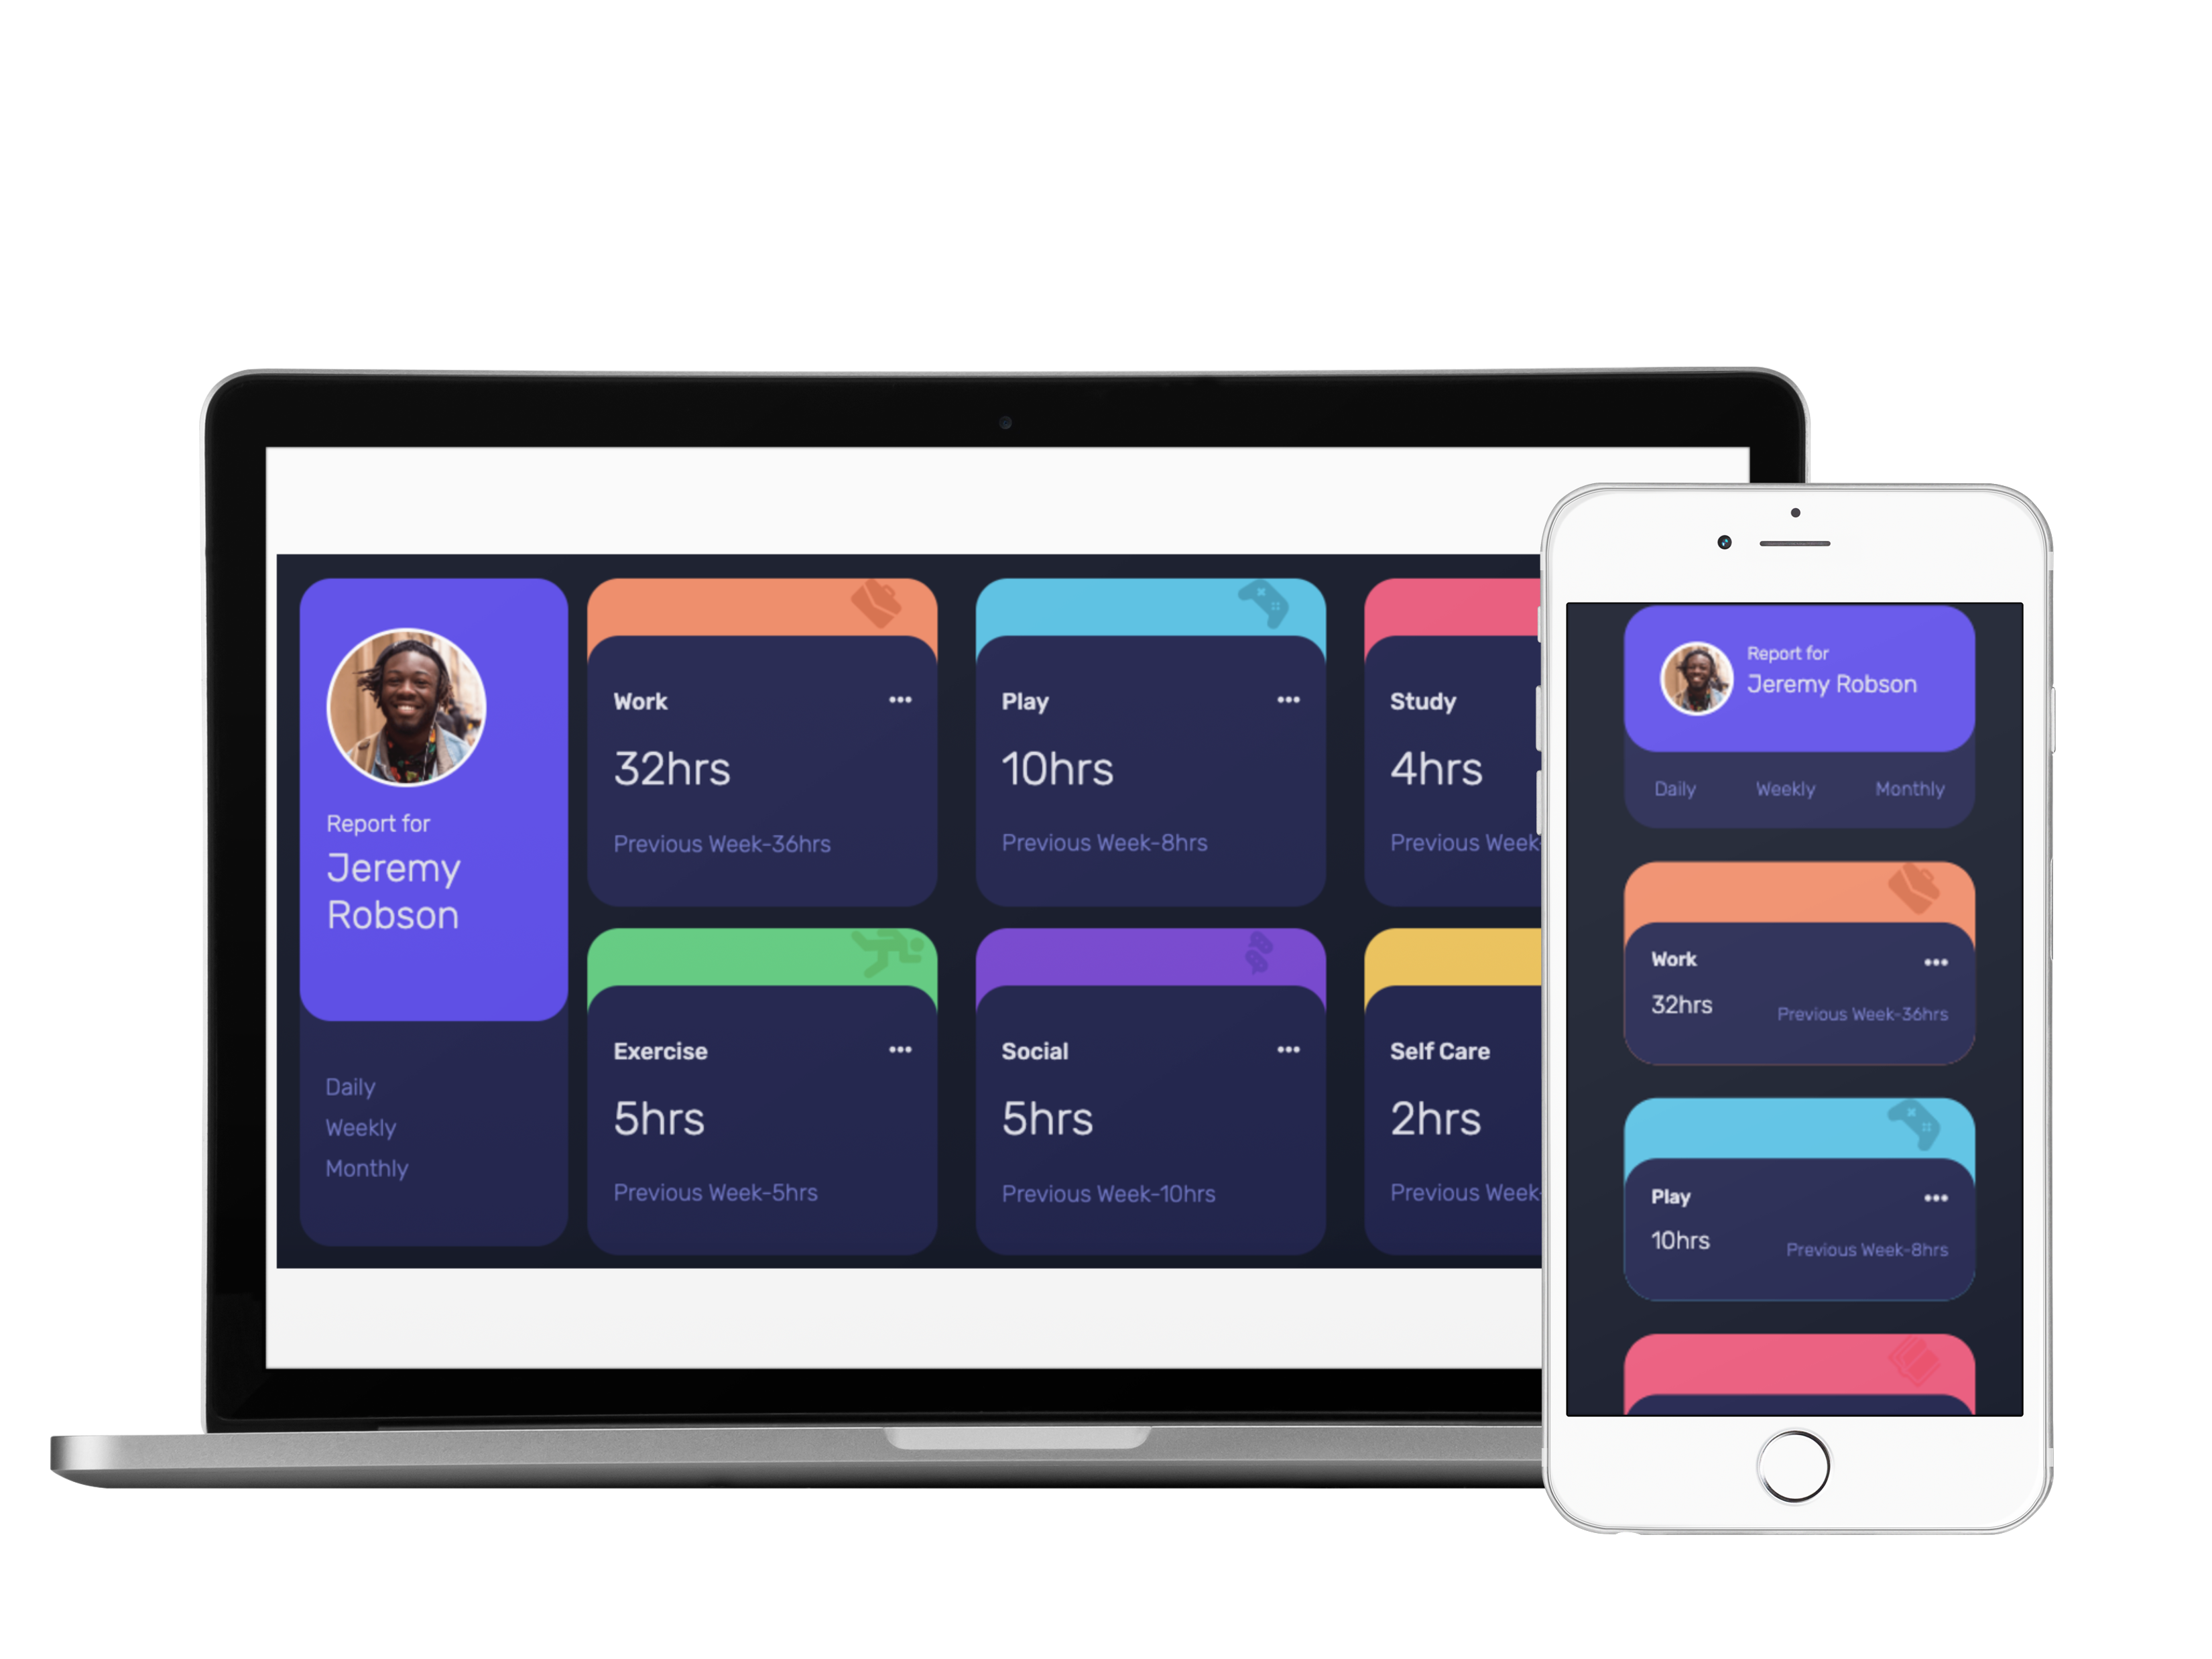 Report for
Jeremy
Robson
Daily
Weekly
Monthly
Work
32hrs
Previous Week-36hrs
Play
10hrs
Previous Week-8hrs
Study
4hrs
Previous Week-
Exercise
5hrs
Previous Week-5hrs
Social
5hrs
Previous Week-10hrs
Self Care
2hrs
Previous Week-
Report for
Jeremy Robson
Daily Weekly Monthly
Work
32hrs Previous Week-36hrs
Play
10hrs Previous Week-8hrs